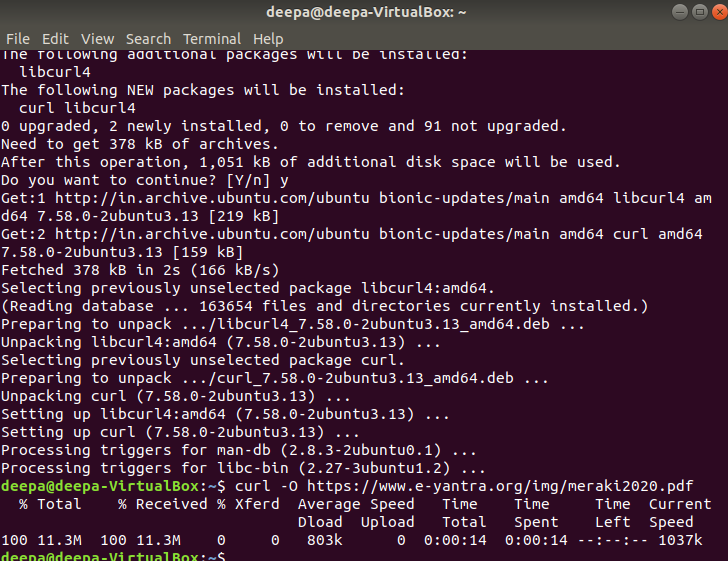 deepa@deepa-VirtualBox: ~
File Edit View Search Terminal Help
The following additional packages will be installed:
  libcurl4
The following NEW packages will be installed:
  curl libcurl4
0 upgraded, 2 newly installed, 0 to remove and 91 not upgraded.
Need to get 378 kB of archives.
After this operation, 1,051 kB of additional disk space will be used.
Do you want to continue? [Y/n] y
Get:1 http://in.archive.ubuntu.com/ubuntu bionic-updates/main amd64 libcurl4 am
d64 7.58.0-2ubuntu3.13 [219 kB]
Get:2 http://in.archive.ubuntu.com/ubuntu bionic-updates/main amd64 curl amd64
7.58.0-2ubuntu3.13 [159 kB]
Fetched 378 kB in 2s (166 kB/s)
Selecting previously unselected package libcurl4:amd64.
(Reading database ... 163654 files and directories currently installed.)
Preparing to unpack .../libcurl4_7.58.0-2ubuntu3.13_amd64.deb ...
Unpacking libcurl4:amd64 (7.58.0-2ubuntu3.13) ...
Selecting previously unselected package curl.
Preparing to unpack .../curl_7.58.0-2ubuntu3.13_amd64.deb ...
Unpacking curl (7.58.0-2ubuntu3.13) ...
Setting up libcurl4:amd64 (7.58.0-2ubuntu3.13) ...
Setting up curl (7.58.0-2ubuntu3.13) ...
Processing triggers for man-db (2.8.3-2ubuntu0.1) ...
Processing triggers for libc-bin (2.27-3ubuntu1.2) ...
deepa@deepa-VirtualBox:~$ curl -O https://www.e-yantra.org/img/meraki2020.pdf
  % Total    % Received % Xferd  Average Speed   Time    Time     Time  Current
                                 Dload  Upload   Total   Spent    Left  Speed
100 11.3M  100 11.3M    0     0   803k      0  0:00:14  0:00:14 --:--:-- 1037k
deepa@deepa-VirtualBox:~$